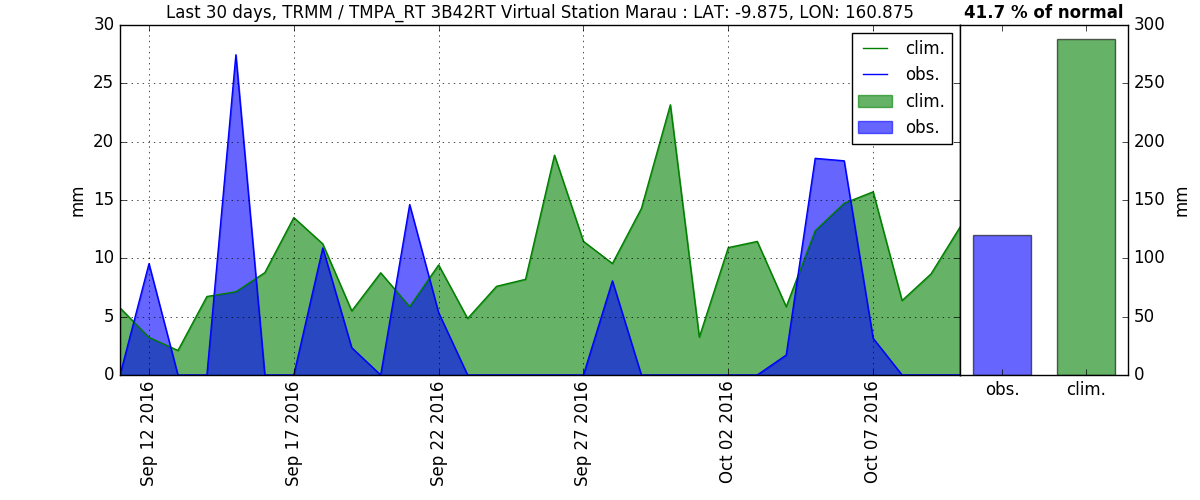 Last 30 days, TRMM / TMPA_RT 3B42RT Virtual Station Marau : LAT: -9.875, LON: 160.875
41.7 % of normal
30
25
20
15
10
5
0
mm
clim.
obs.
clim.
obs.
300
250
200
150
100
50
0
mm
Sep 12 2016
Sep 17 2016
Sep 22 2016
Sep 27 2016
Oct 02 2016
Oct 07 2016
obs.
clim.